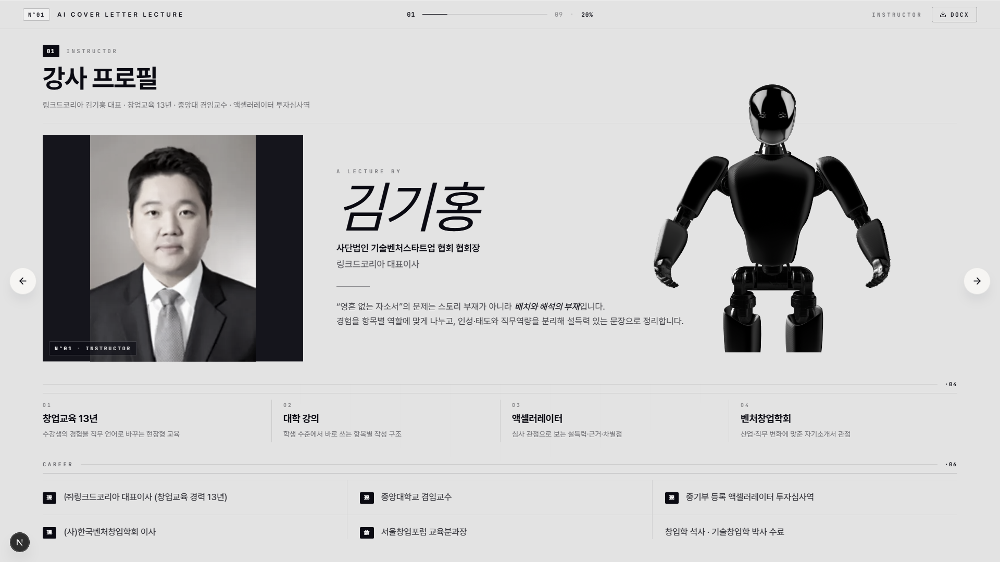 N°01 AI COVER LETTER LECTURE
01 09 · 20%
INSTRUCTOR DOCX
01 INSTRUCTOR
강사 프로필
링크드코리아 김기홍 대표 · 창업교육 13년 · 중앙대 겸임교수 · 액셀러레이터 투자심사역
A LECTURE BY
김기홍
사단법인 기술벤처스타트업 협회 협회장
링크드코리아 대표이사
“영혼 없는 자소서”의 문제는 스토리 부재가 아니라 배치와 해석의 부재입니다.
경험을 항목별 역할에 맞게 나누고, 인성·태도와 직무역량을 분리해 설득력 있는 문장으로 정리합니다.
N°01 · INSTRUCTOR
·04
01
창업교육 13년
수강생의 경험을 직무 언어로 바꾸는 현장형 교육
02
대학 강의
학생 수준에서 바로 쓰는 항목별 작성 구조
03
액셀러레이터
심사 관점으로 보는 설득력·근거·차별점
04
벤처창업학회
산업·직무 변화에 맞춘 자기소개서 관점
CAREER ·06
現 ㈜링크드코리아 대표이사 (창업교육 경력 13년)
現 중앙대학교 겸임교수
現 중기부 등록 액셀러레이터 투자심사역
現 (사)한국벤처창업학회 이사
前 서울창업포럼 교육분과장
창업학 석사 · 기술창업학 박사 수료
N